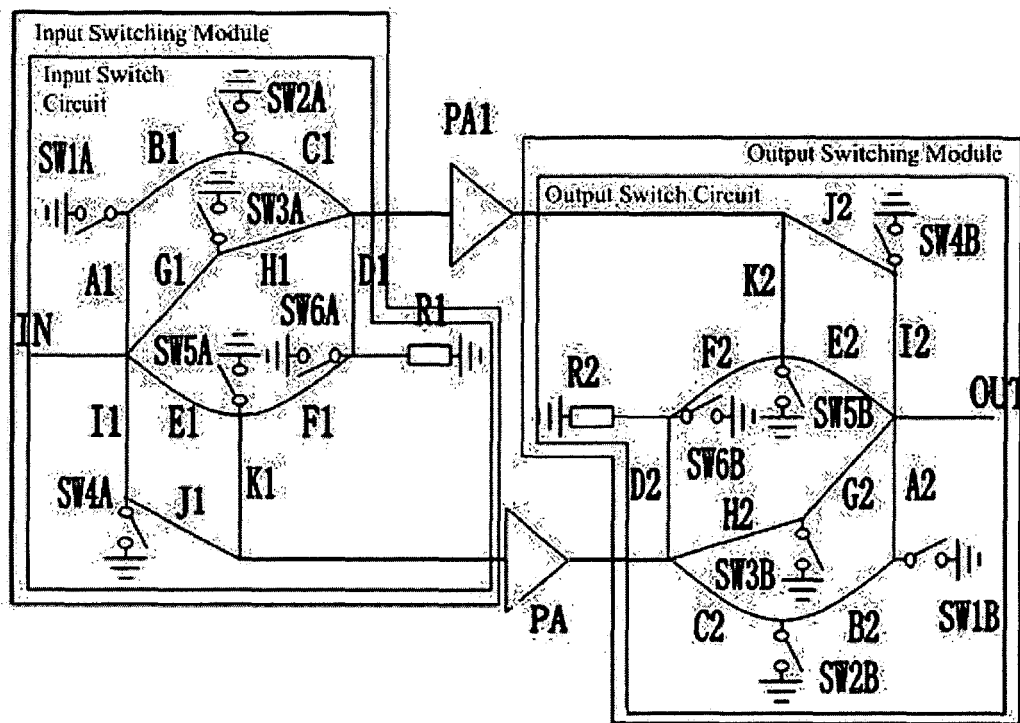 Input Switching Module
Input Switch
Circuit
SW2A
PA1
B1
C1
SW1A
Output Switching Module
Output Switch Circuit
SW3A
J2
SW4B
G1
H1
D1
A1
K2
SW6A
R1
IN
SW5A
F2
E2
I2
R2
OUT
I1
E1
F1
SW5B
SW6B
K1
D2
G2
A2
SW4A
J1
H2
SW3B
PA
C2
B2
SW1B
SW2B